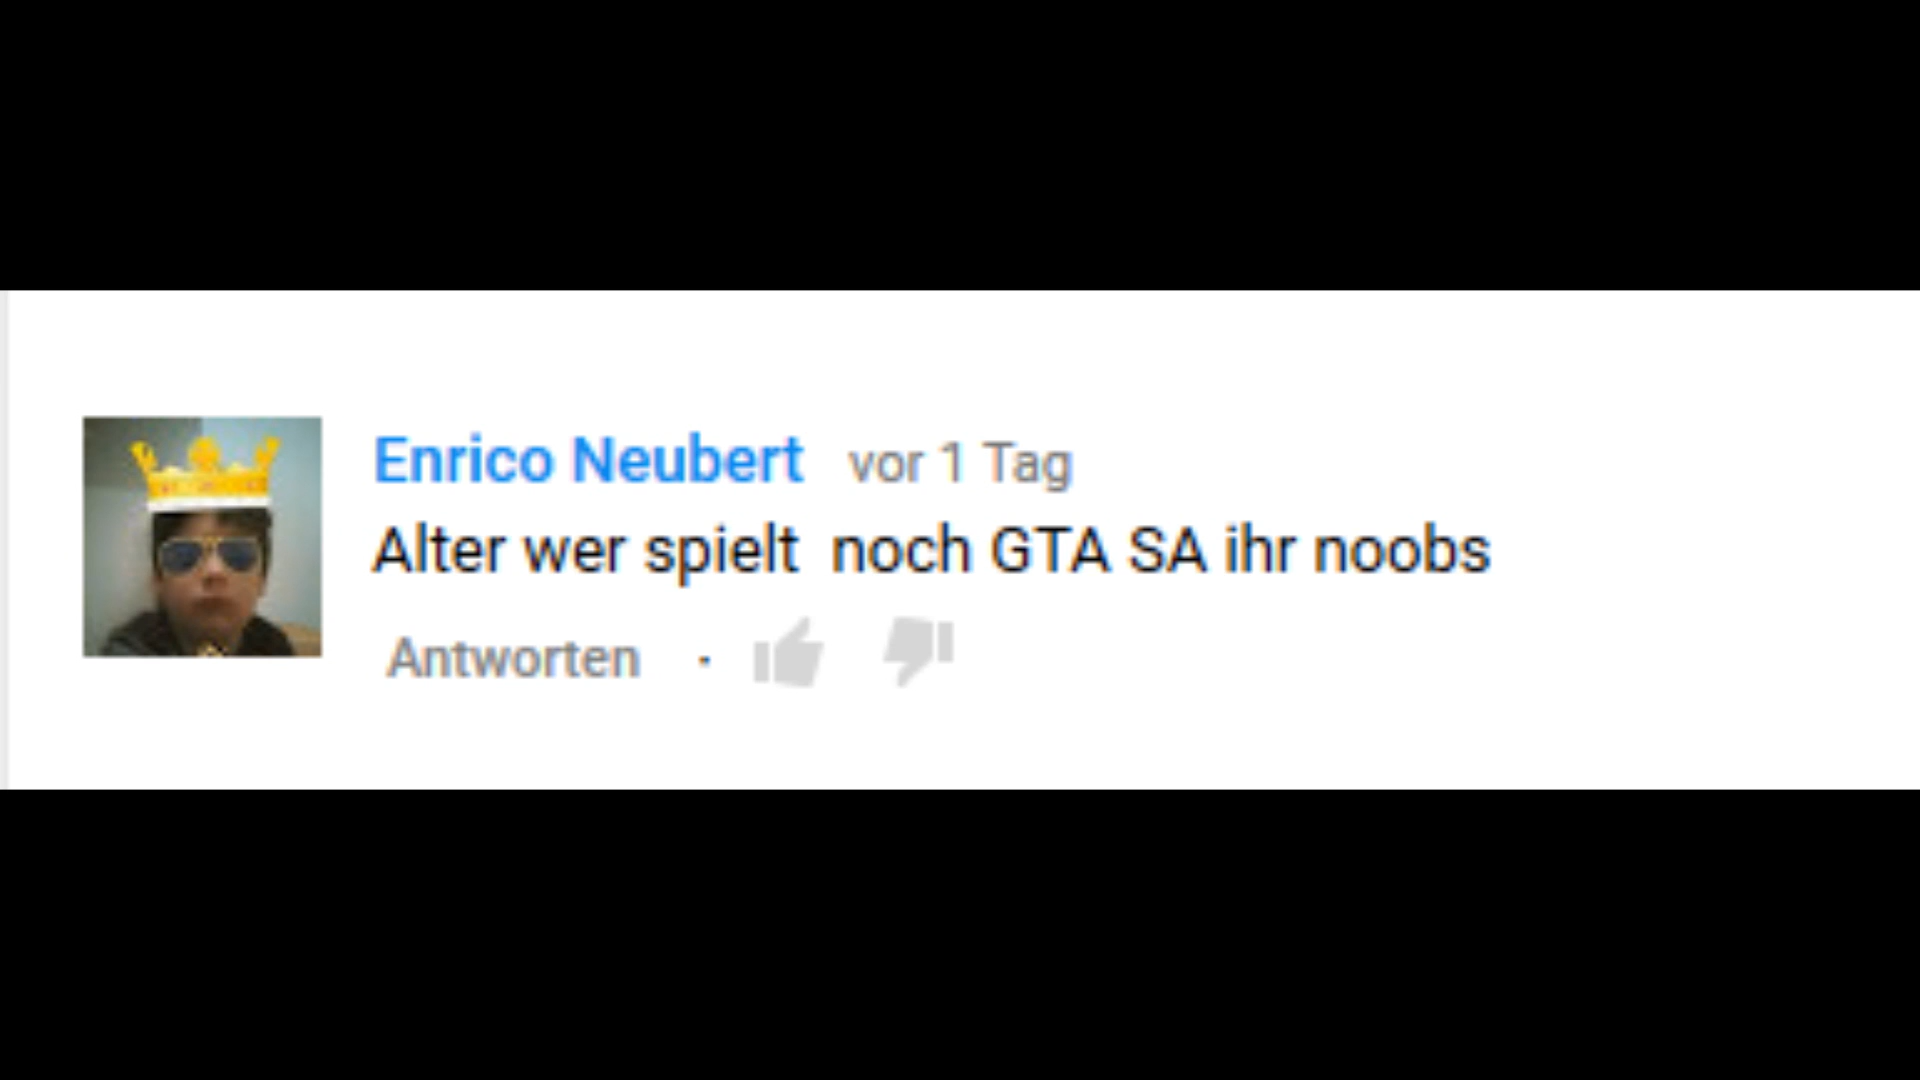 Enrico Neubert vor 1 Tag
Alter wer spielt  noch GTA SA ihr noobs
Antworten ·